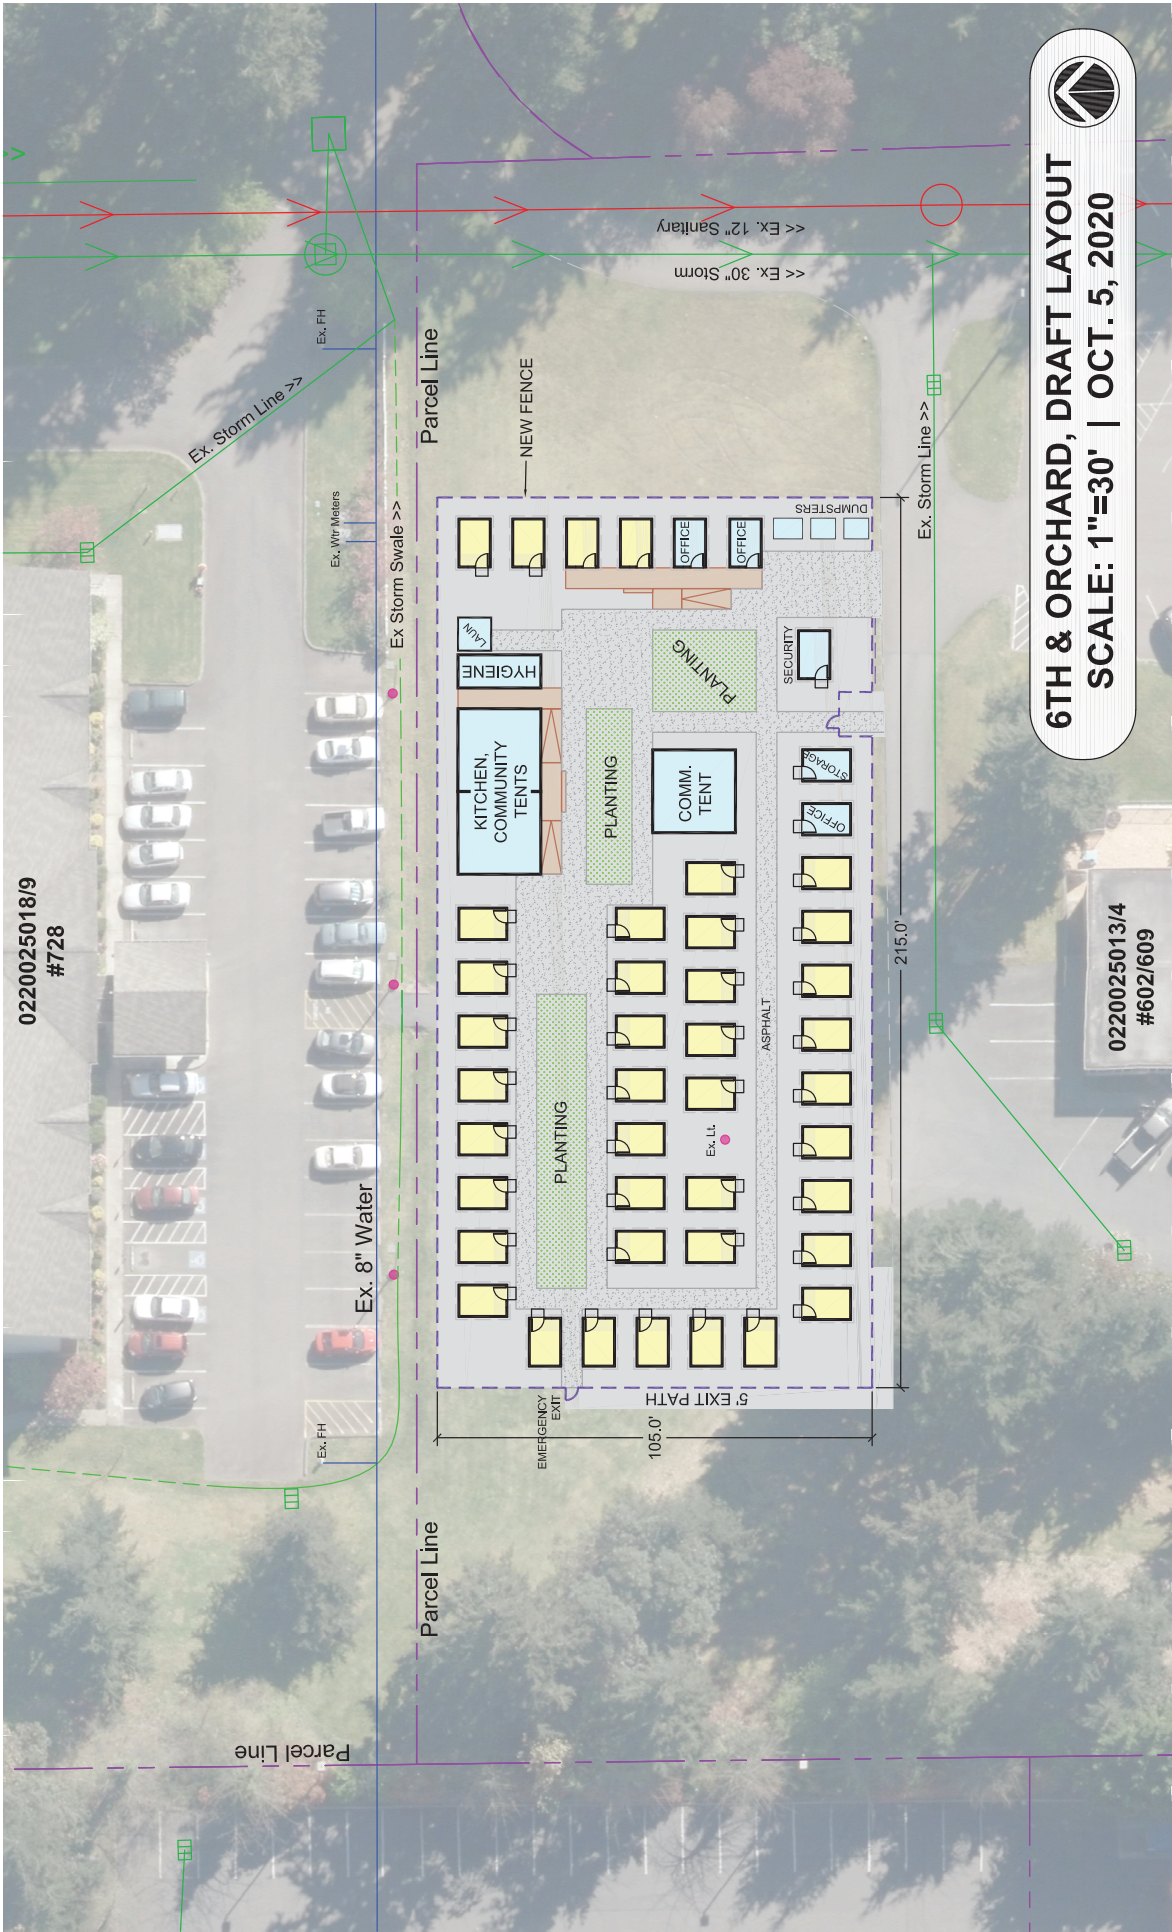 6TH & ORCHARD, DRAFT LAYOUT
SCALE: 1"=30' | OCT. 5, 2020
<< Ex. 12" Sanitary
<< Ex. 30" Storm
Ex. FH
Ex. Storm Line >>
Parcel Line
NEW FENCE
Ex. Wtr Meters
Ex Storm Swale >>
Ex. Storm Line >>
DUMPSTERS
OFFICE
OFFICE
LAUN
HYGIENE
PLANTING
SECURITY
KITCHEN,
COMMUNITY
TENTS
PLANTING
COMM.
TENT
STORAGE
OFFICE
0220025018/9
#728
215.0'
0220025013/4
#602/609
ASPHALT
PLANTING
Ex. Lt.
Ex. 8" Water
EMERGENCY
EXIT
5' EXIT PATH
105.0'
Ex. FH
Parcel Line
Parcel Line